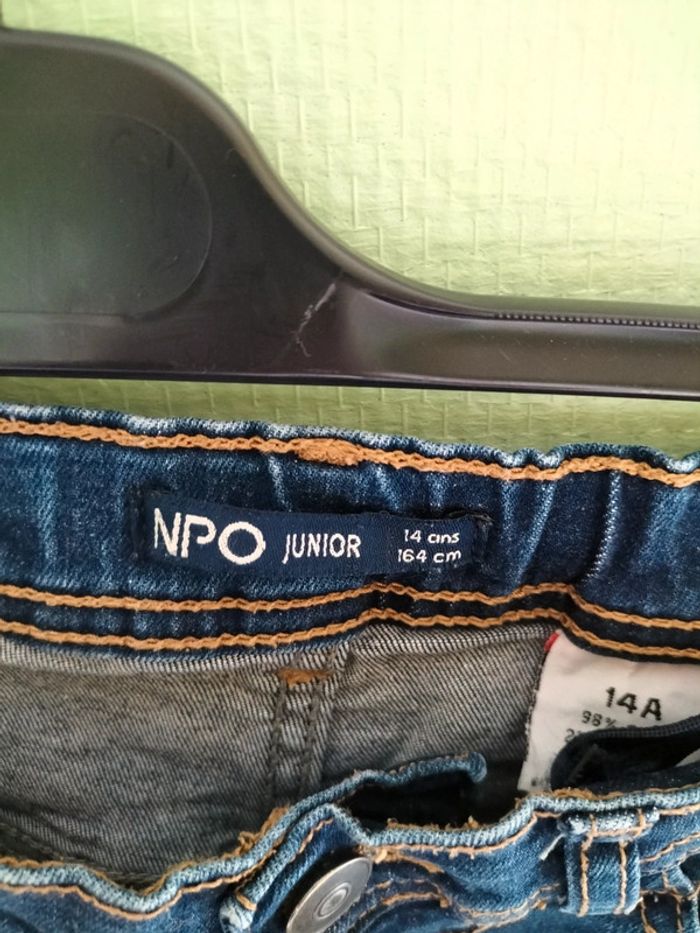 NPO JUNIOR 14 ans
164 cm
14A
98%